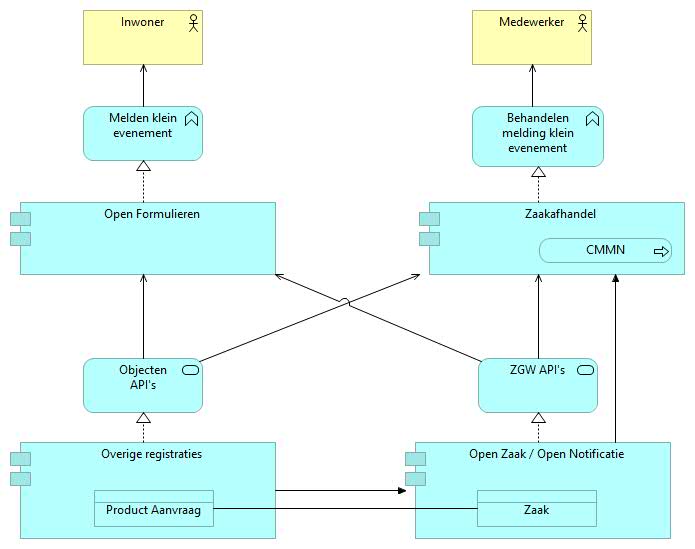 Inwoner
Medewerker
Melden klein
evenement
Behandelen
melding klein
evenement
Open Formulieren
Zaakafhandel
CMMN
Objecten
API's
ZGW API's
Overige registraties
Open Zaak / Open Notificatie
Product Aanvraag
Zaak